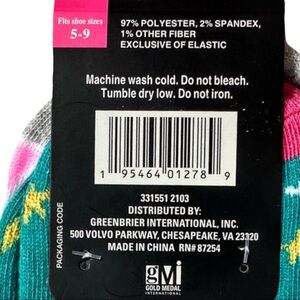 Fits shoe sizes
5-9
97% POLYESTER, 2% SPANDEX,
1% OTHER FIBER
EXCLUSIVE OF ELASTIC
Machine wash cold. Do not bleach.
Tumble dry low. Do not iron.
1 95464 01278 9
331551 2103
DISTRIBUTED BY:
GREENBRIER INTERNATIONAL, INC.
500 VOLVO PARKWAY, CHESAPEAKE, VA 23320
MADE IN CHINA RN# 87254
PACKAGING CODE
gMi
GOLD MEDAL
INTERNATIONAL